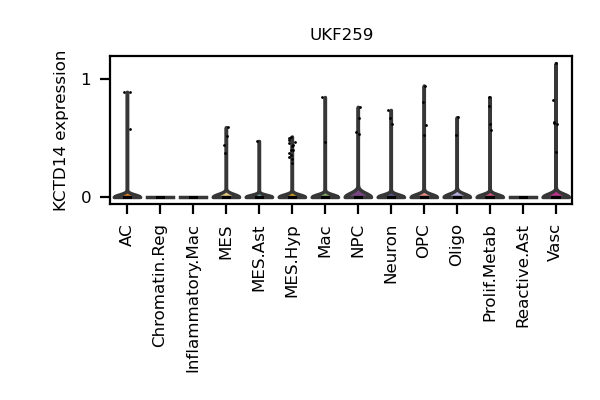 UKF259
KCTD14 expression
1
0
AC
Chromatin.Reg
Inflammatory.Mac
MES
MES.Ast
MES.Hyp
Mac
NPC
Neuron
OPC
Oligo
Prolif.Metab
Reactive.Ast
Vasc